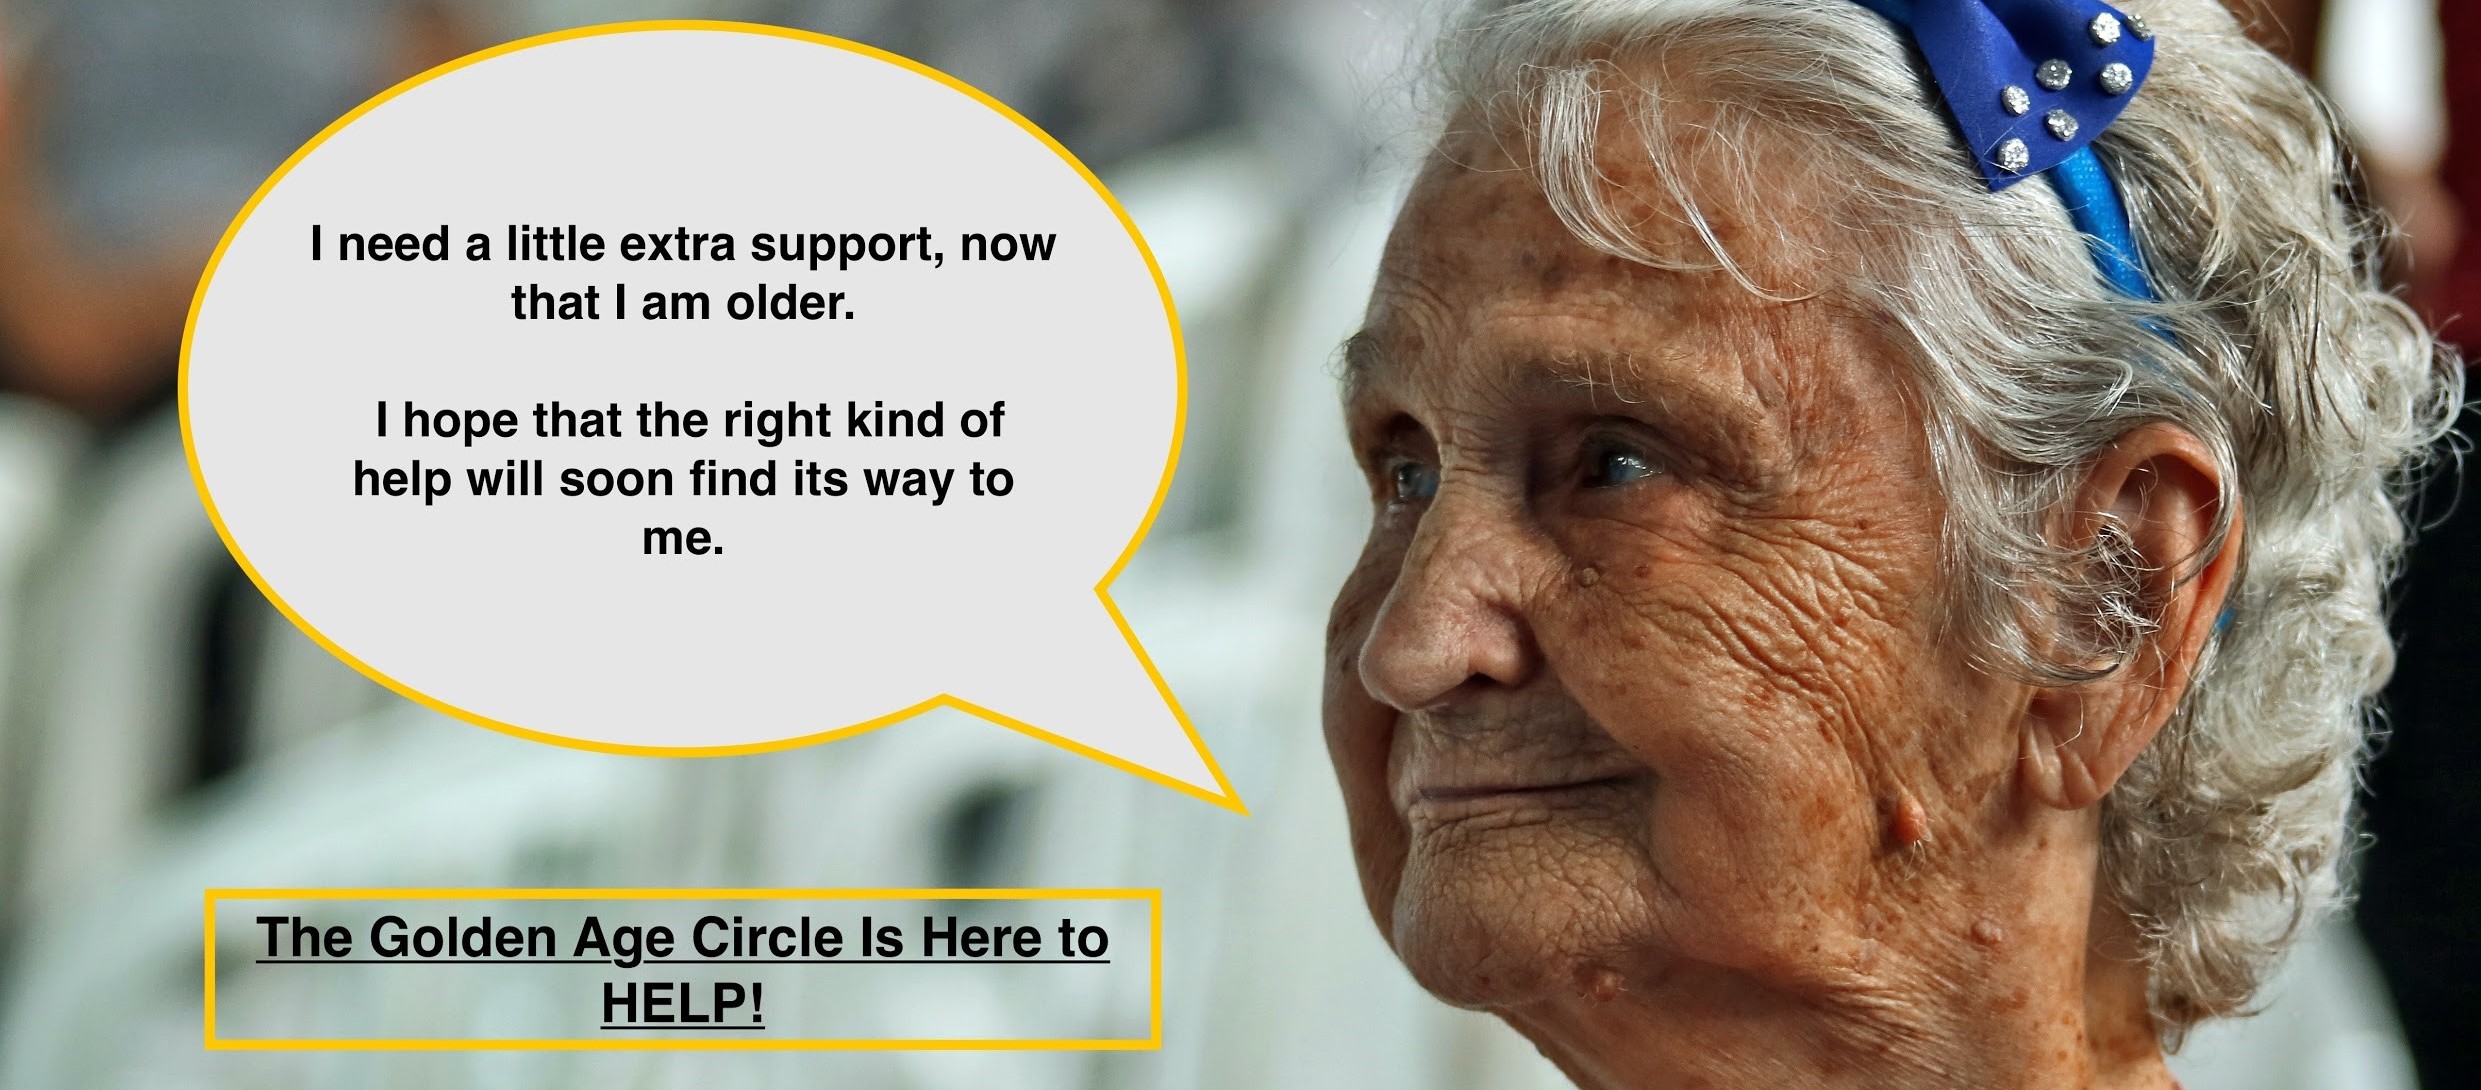 I need a little extra support, now
that I am older.
I hope that the right kind of
help will soon find its way to
me.
The Golden Age Circle Is Here to
HELP!